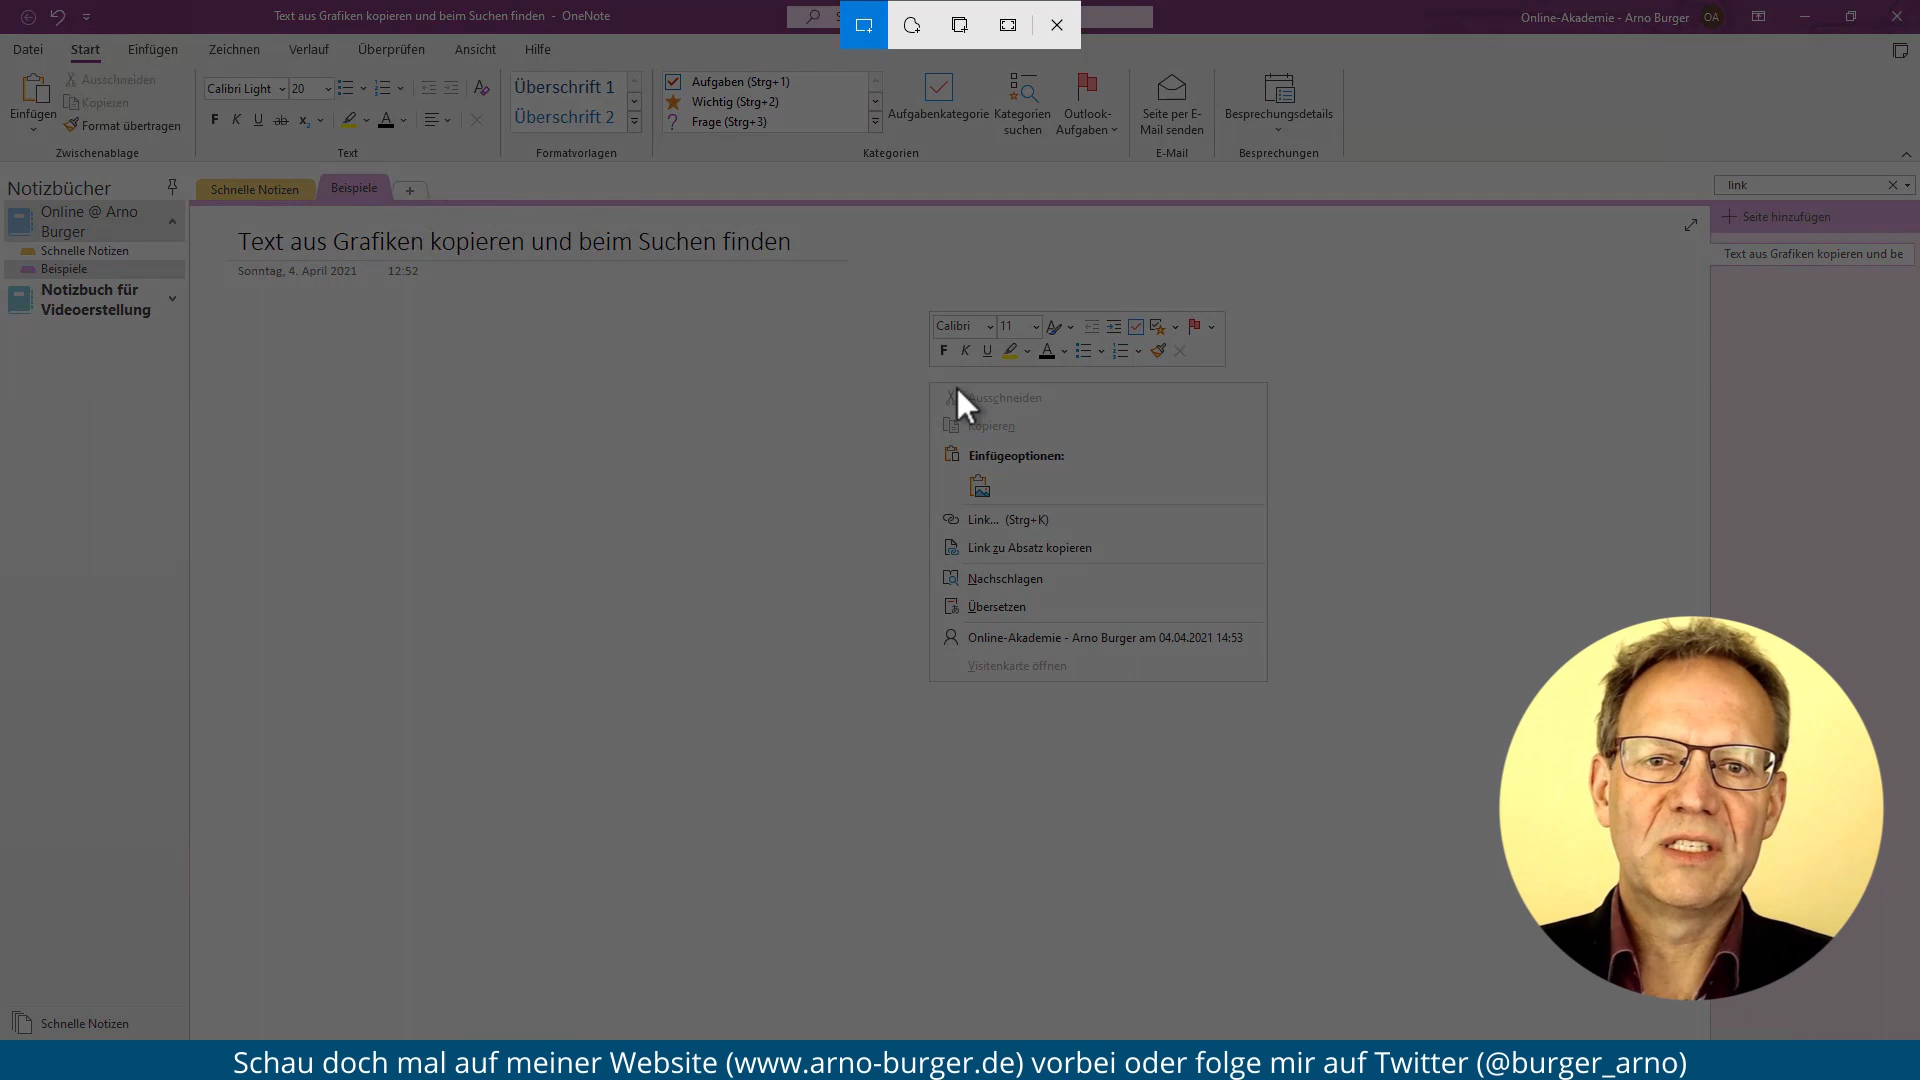 Text aus Grafiken kopieren und beim Suchen finden - OneNote
Online-Akademie - Arno Burger OA
Datei Start Einfügen Zeichnen Verlauf Überprüfen Ansicht Hilfe
Einfügen
Ausschneiden
Kopieren
Format übertragen
Zwischenablage
Calibri Light 20
F K U ab x₂ A
Text
Überschrift 1
Überschrift 2
Formatvorlagen
Aufgaben (Strg+1)
Wichtig (Strg+2)
Frage (Strg+3)
Aufgabenkategorie
Kategorien
suchen
Outlook-
Aufgaben
Kategorien
Seite per E-
Mail senden
E-Mail
Besprechungsdetails
Besprechungen
Notizbücher
Schnelle Notizen Beispiele +
link
Online @ Arno
Burger
Schnelle Notizen
Beispiele
Notizbuch für
Videoerstellung
Seite hinzufügen
Text aus Grafiken kopieren und be
Text aus Grafiken kopieren und beim Suchen finden
Sonntag, 4. April 2021 12:52
Calibri 11
F K U A
Ausschneiden
Kopieren
Einfügeoptionen:
Link... (Strg+K)
Link zu Absatz kopieren
Nachschlagen
Übersetzen
Online-Akademie - Arno Burger am 04.04.2021 14:53
Visitenkarte öffnen
Schnelle Notizen
Schau doch mal auf meiner Website (www.arno-burger.de) vorbei oder folge mir auf Twitter (@burger_arno)